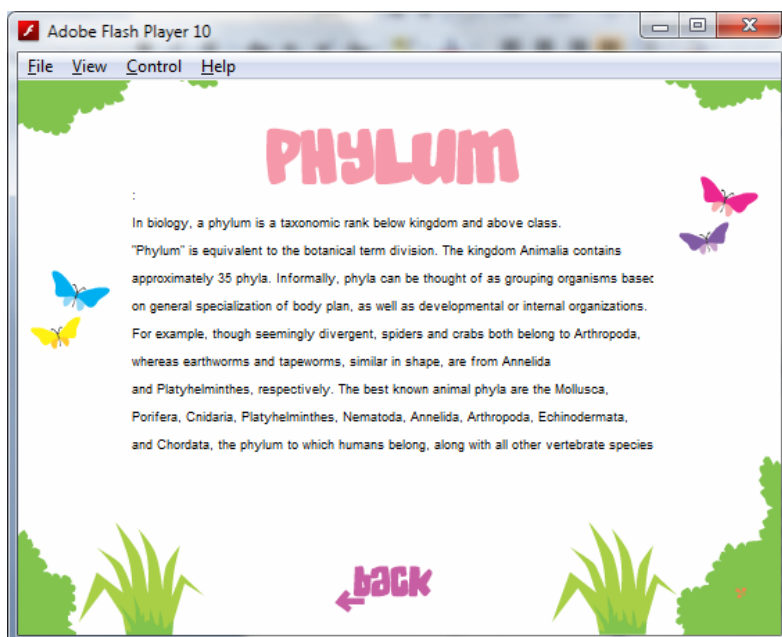 Adobe Flash Player 10
File View Control Help
PHYLUM
:
In biology, a phylum is a taxonomic rank below kingdom and above class.
"Phylum" is equivalent to the botanical term division. The kingdom Animalia contains
approximately 35 phyla. Informally, phyla can be thought of as grouping organisms based
on general specialization of body plan, as well as developmental or internal organizations.
For example, though seemingly divergent, spiders and crabs both belong to Arthropoda,
whereas earthworms and tapeworms, similar in shape, are from Annelida
and Platyhelminthes, respectively. The best known animal phyla are the Mollusca,
Porifera, Cnidaria, Platyhelminthes, Nematoda, Annelida, Arthropoda, Echinodermata,
and Chordata, the phylum to which humans belong, along with all other vertebrate species
back